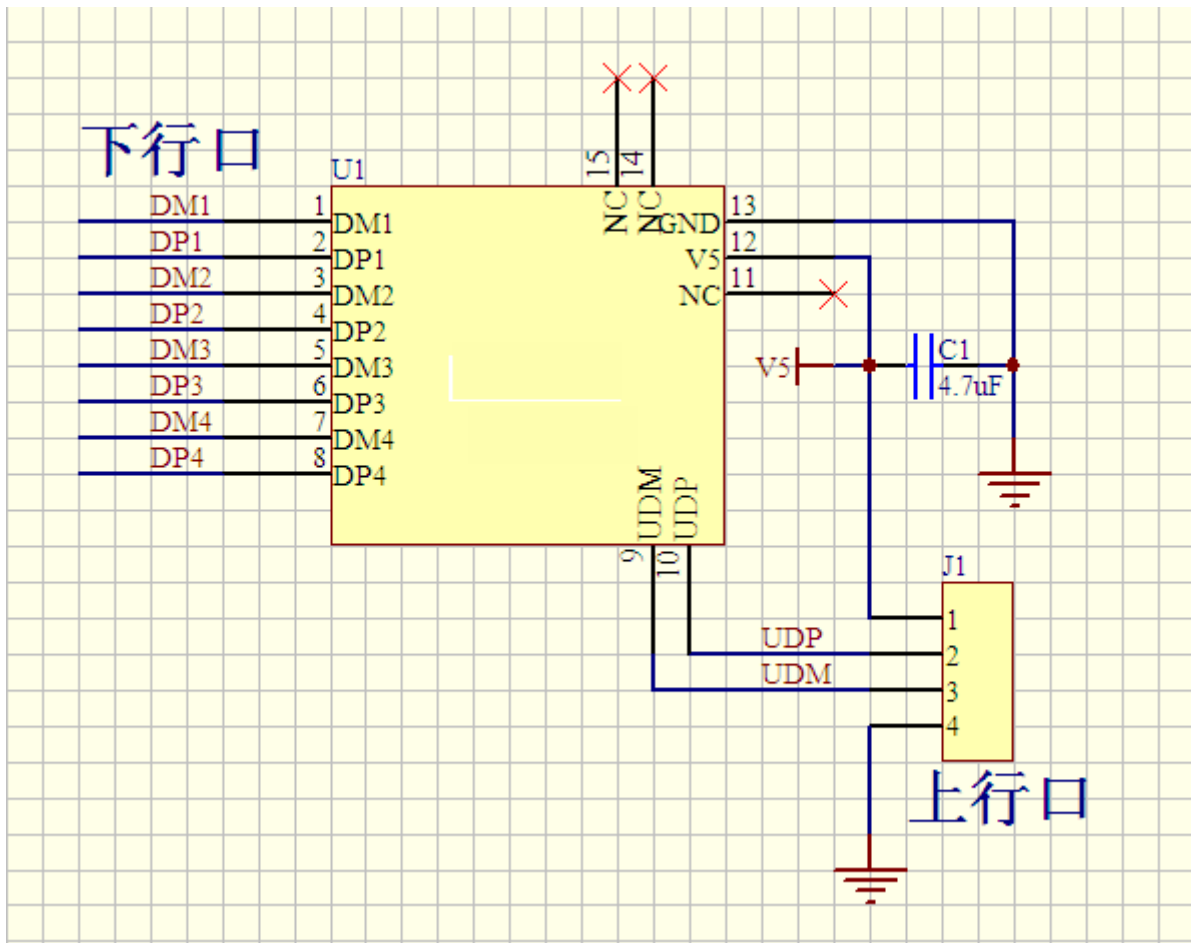 下行口
U1
15
14
NC
NC
DM1 1 DM1
DP1 2 DP1
DM2 3 DM2
DP2 4 DP2
DM3 5 DM3
DP3 6 DP3
DM4 7 DM4
DP4 8 DP4
GND 13
V5 12
NC 11
V5
C1
4.7uF
UDM
UDP
9
10
J1
1
UDP 2
UDM 3
4
上行口